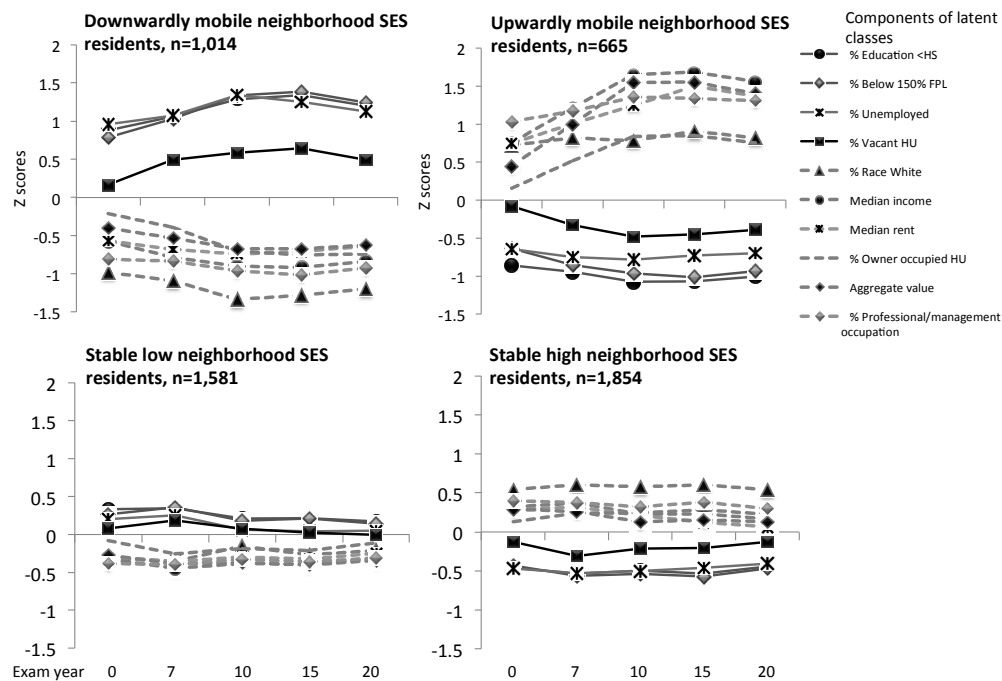 Downwardly mobile neighborhood SES
residents, n=1,014
Z scores
2
1.5
1
0.5
0
-0.5
-1
-1.5
Upwardly mobile neighborhood SES
residents, n=665
Z scores
2
1.5
1
0.5
0
-0.5
-1
-1.5
Components of latent
classes
% Education <HS
% Below 150% FPL
% Unemployed
% Vacant HU
% Race White
Median income
Median rent
% Owner occupied HU
Aggregate value
% Professional/management
occupation
Stable low neighborhood SES
residents, n=1,581
2
1.5
1
0.5
0
-0.5
-1
-1.5
Exam year 0 7 10 15 20
Stable high neighborhood SES
residents, n=1,854
2
1.5
1
0.5
0
-0.5
-1
-1.5
0 7 10 15 20